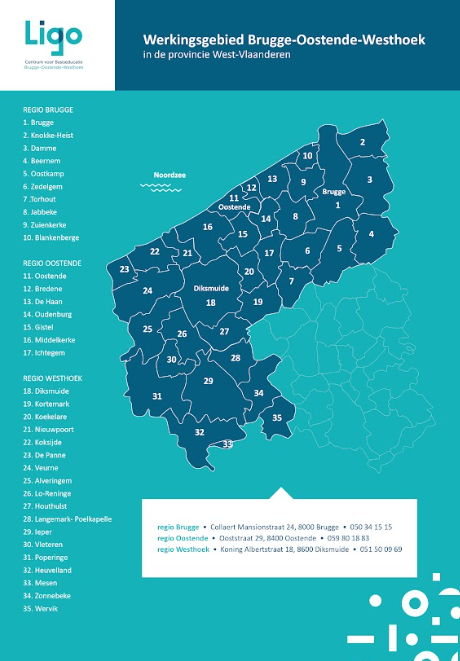 Ligo
Centrum voor Basiseducatie
Brugge-Oostende-Westhoek
Werkingsgebied Brugge-Oostende-Westhoek
in de provincie West-Vlaanderen
REGIO BRUGGE
1. Brugge
2. Knokke-Heist
3. Damme
4. Beernem
5. Oostkamp
6. Zedelgem
7. Torhout
8. Jabbeke
9. Zuienkerke
10. Blankenberge
REGIO OOSTENDE
11. Oostende
12. Bredene
13. De Haan
14. Oudenburg
15. Gistel
16. Middelkerke
17. Ichtegem
REGIO WESTHOEK
18. Diksmuide
19. Kortemark
20. Koekelare
21. Nieuwpoort
22. Koksijde
23. De Panne
24. Veurne
25. Alveringem
26. Lo-Reninge
27. Houthulst
28. Langemark- Poelkapelle
29. Ieper
30. Vleteren
31. Poperinge
32. Heuvelland
33. Mesen
34. Zonnebeke
35. Wervik
2
10
Noordzee
13
9
3
12
Brugge
11
1
Oostende
14
8
16
15
4
22
21
17
6
5
23
20
7
Diksmuide
24
18
19
25
26
27
30
28
29
31
34
35
32
33
regio Brugge • Collaert Mansionstraat 24, 8000 Brugge • 050 34 15 15
regio Oostende • Ooststraat 29, 8400 Oostende • 059 80 18 83
regio Westhoek • Koning Albertstraat 18, 8600 Diksmuide • 051 50 09 69